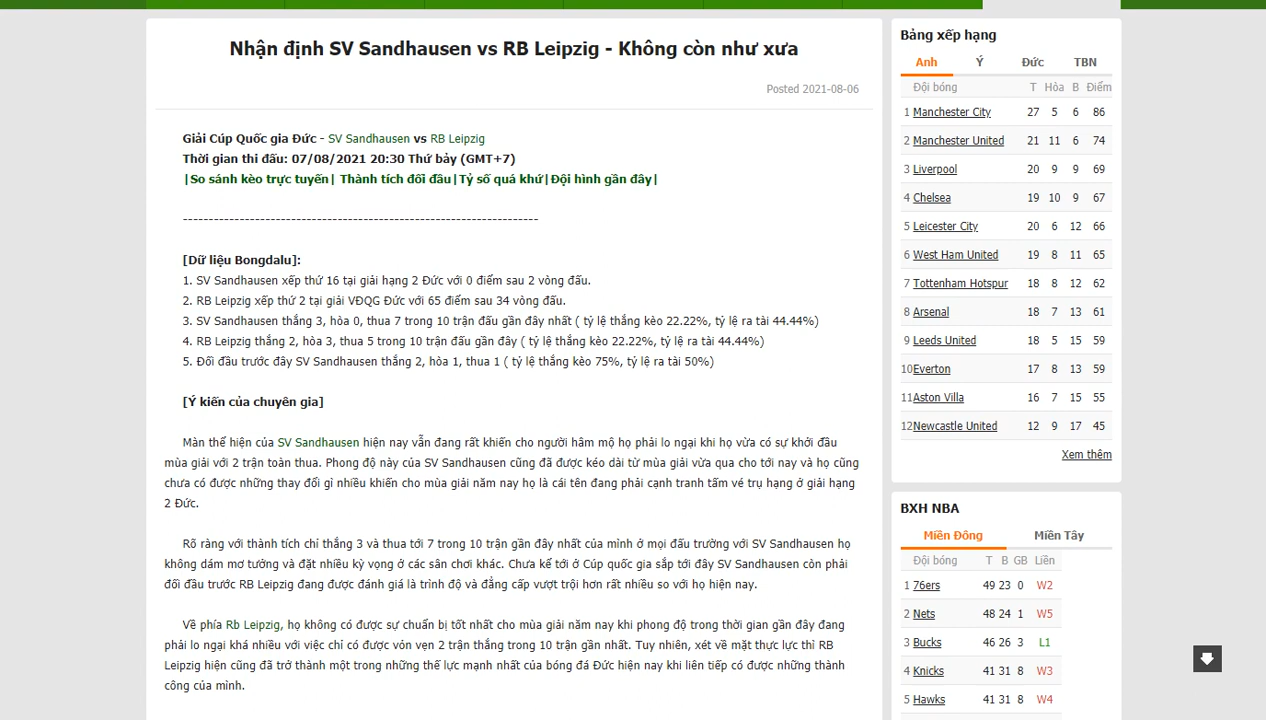 Nhận định SV Sandhausen vs RB Leipzig - Không còn như xưa
Posted 2021-08-06
Giải Cúp Quốc gia Đức - SV Sandhausen vs RB Leipzig
Thời gian thi đấu: 07/08/2021 20:30 Thứ bảy (GMT+7)
|So sánh kèo trực tuyến| Thành tích đối đầu|Tỷ số quá khứ|Đội hình gần đây|
--------------------------------------------------------------------
[Dữ liệu Bongdalu]:
1. SV Sandhausen xếp thứ 16 tại giải hạng 2 Đức với 0 điểm sau 2 vòng đấu.
2. RB Leipzig xếp thứ 2 tại giải VĐQG Đức với 65 điểm sau 34 vòng đấu.
3. SV Sandhausen thắng 3, hòa 0, thua 7 trong 10 trận đấu gần đây nhất ( tỷ lệ thắng kèo 22.22%, tỷ lệ ra tài 44.44%)
4. RB Leipzig thắng 2, hòa 3, thua 5 trong 10 trận đấu gần đây ( tỷ lệ thắng kèo 22.22%, tỷ lệ ra tài 44.44%)
5. Đối đầu trước đây SV Sandhausen thắng 2, hòa 1, thua 1 ( tỷ lệ thắng kèo 75%, tỷ lệ ra tài 50%)
[Ý kiến của chuyên gia]
Màn thể hiện của SV Sandhausen hiện nay vẫn đang rất khiến cho người hâm mộ họ phải lo ngại khi họ vừa có sự khởi đầu
mùa giải với 2 trận toàn thua. Phong độ này của SV Sandhausen cũng đã được kéo dài từ mùa giải vừa qua cho tới nay và họ cũng
chưa có được những thay đổi gì nhiều khiến cho mùa giải năm nay họ là cái tên đang phải cạnh tranh tấm vé trụ hạng ở giải hạng
2 Đức.
Rõ ràng với thành tích chỉ thắng 3 và thua tới 7 trong 10 trận gần đây nhất của mình ở mọi đấu trường với SV Sandhausen họ
không dám mơ tưởng và đặt nhiều kỳ vọng ở các sân chơi khác. Chưa kể tới ở Cúp quốc gia sắp tới đây SV Sandhausen còn phải
đối đầu trước RB Leipzig đang được đánh giá là trình độ và đẳng cấp vượt trội hơn rất nhiều so với họ hiện nay.
Về phía Rb Leipzig, họ không có được sự chuẩn bị tốt nhất cho mùa giải năm nay khi phong độ trong thời gian gần đây đang
phải lo ngại khá nhiều với việc chỉ có được vỏn vẹn 2 trận thắng trong 10 trận gần nhất. Tuy nhiên, xét về mặt thực lực thì RB
Leipzig hiện cũng đã trở thành một trong những thế lực mạnh nhất của bóng đá Đức hiện nay khi liên tiếp có được những thành
công của mình.
Bảng xếp hạng
Anh Ý Đức TBN
Đội bóng T Hòa B Điểm
1 Manchester City 27 5 6 86
2 Manchester United 21 11 6 74
3 Liverpool 20 9 9 69
4 Chelsea 19 10 9 67
5 Leicester City 20 6 12 66
6 West Ham United 19 8 11 65
7 Tottenham Hotspur 18 8 12 62
8 Arsenal 18 7 13 61
9 Leeds United 18 5 15 59
10 Everton 17 8 13 59
11 Aston Villa 16 7 15 55
12 Newcastle United 12 9 17 45
Xem thêm
BXH NBA
Miền Đông Miền Tây
Đội bóng T B GB Liên
1 76ers 49 23 0 W2
2 Nets 48 24 1 W5
3 Bucks 46 26 3 L1
4 Knicks 41 31 8 W3
5 Hawks 41 31 8 W4